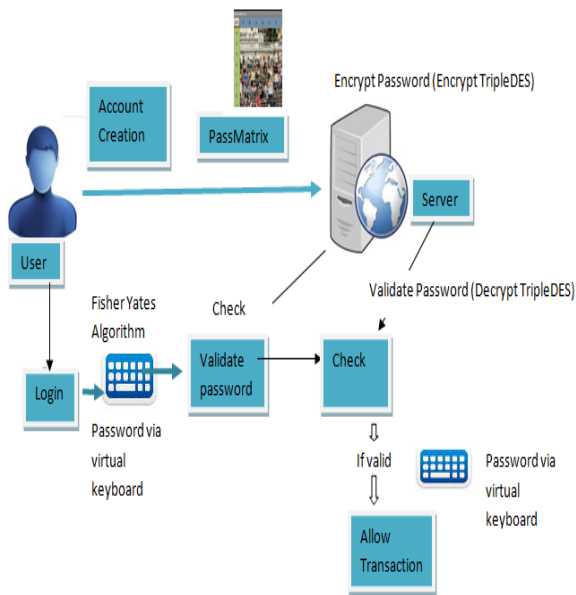 Encrypt Password (Encrypt TripleDES)
Account
Creation
PassMatrix
Server
User
Validate Password (Decrypt TripleDES)
Fisher Yates
Algorithm
Check
Validate
password
Check
Login
Password via
virtual
keyboard
If valid
Password via
virtual
keyboard
Allow
Transaction